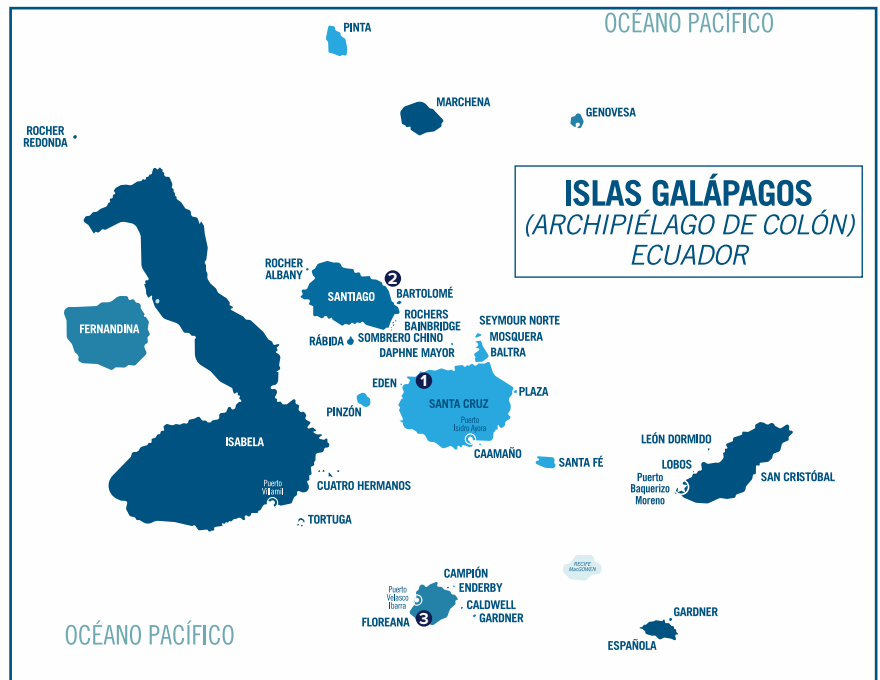 OCÉANO PACÍFICO
PINTA
MARCHENA
GENOVESA
ROCHER
REDONDA
ISLAS GALÁPAGOS
(ARCHIPIÉLAGO DE COLÓN)
ECUADOR
ROCHER
ALBANY
2
SANTIAGO
BARTOLOMÉ
ROCHERS
BAINBRIDGE
SEYMOUR NORTE
FERNANDINA
RÁBIDA
SOMBRERO CHINO
MOSQUERA
DAPHNE MAYOR
BALTRA
EDEN
1
PLAZA
PINZÓN
SANTA CRUZ
Puerto
Isidro Ayora
ISABELA
CAAMAÑO
SANTA FÉ
LEÓN DORMIDO
LOBOS
SAN CRISTÓBAL
Puerto
Baquerizo
Moreno
Puerto
Villamil
CUATRO HERMANOS
TORTUGA
RECIFE
MacGOWEN
CAMPIÓN
ENDERBY
Puerto
Velasco
Ibarra
CALDWELL
GARDNER
FLOREANA
3
GARDNER
ESPAÑOLA
OCÉANO PACÍFICO